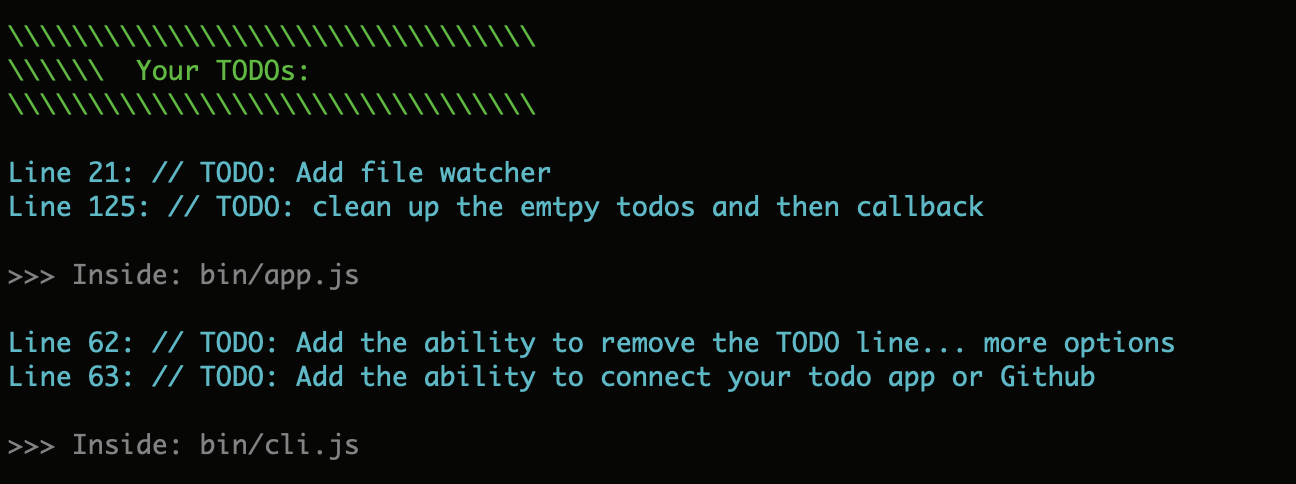 \\\\\\\\\\\\\\\\\\\\\\\\\\\\\\\\\
\\\\\\  Your TODOs:
\\\\\\\\\\\\\\\\\\\\\\\\\\\\\\\\\
Line 21: // TODO: Add file watcher
Line 125: // TODO: clean up the emtpy todos and then callback
>>> Inside: bin/app.js
Line 62: // TODO: Add the ability to remove the TODO line... more options
Line 63: // TODO: Add the ability to connect your todo app or Github
>>> Inside: bin/cli.js